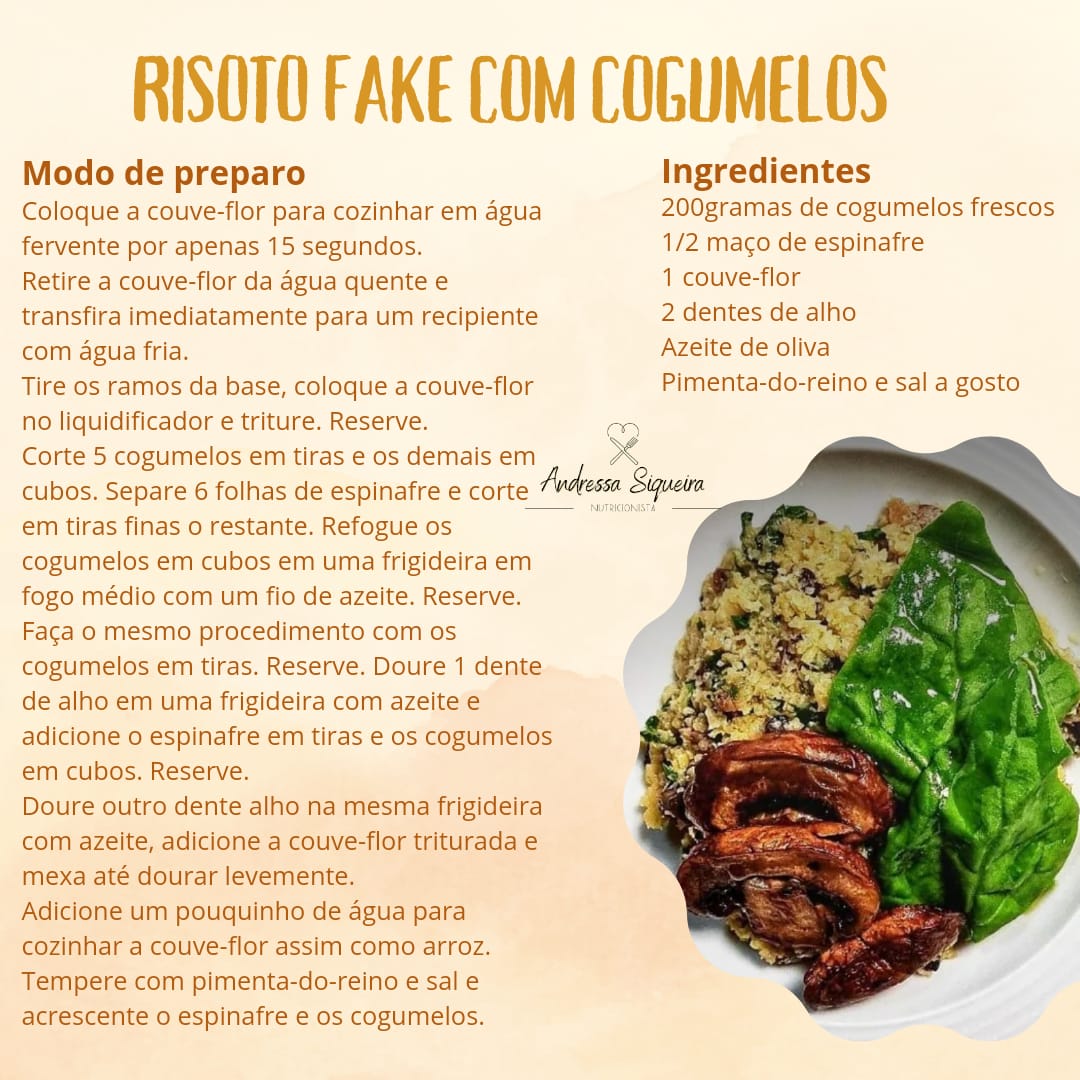 RISOTO FAKE COM COGUMELOS
Modo de preparo
Coloque a couve-flor para cozinhar em água
fervente por apenas 15 segundos.
Retire a couve-flor da água quente e
transfira imediatamente para um recipiente
com água fria.
Tire os ramos da base, coloque a couve-flor
no liquidificador e triture. Reserve.
Corte 5 cogumelos em tiras e os demais em
cubos. Separe 6 folhas de espinafre e corte
em tiras finas o restante. Refogue os
cogumelos em cubos em uma frigideira em
fogo médio com um fio de azeite. Reserve.
Faça o mesmo procedimento com os
cogumelos em tiras. Reserve. Doure 1 dente
de alho em uma frigideira com azeite e
adicione o espinafre em tiras e os cogumelos
em cubos. Reserve.
Doure outro dente alho na mesma frigideira
com azeite, adicione a couve-flor triturada e
mexa até dourar levemente.
Adicione um pouquinho de água para
cozinhar a couve-flor assim como arroz.
Tempere com pimenta-do-reino e sal e
acrescente o espinafre e os cogumelos.
Ingredientes
200gramas de cogumelos frescos
1/2 maço de espinafre
1 couve-flor
2 dentes de alho
Azeite de oliva
Pimenta-do-reino e sal a gosto
Andressa Siqueira
NUTRICIONISTA